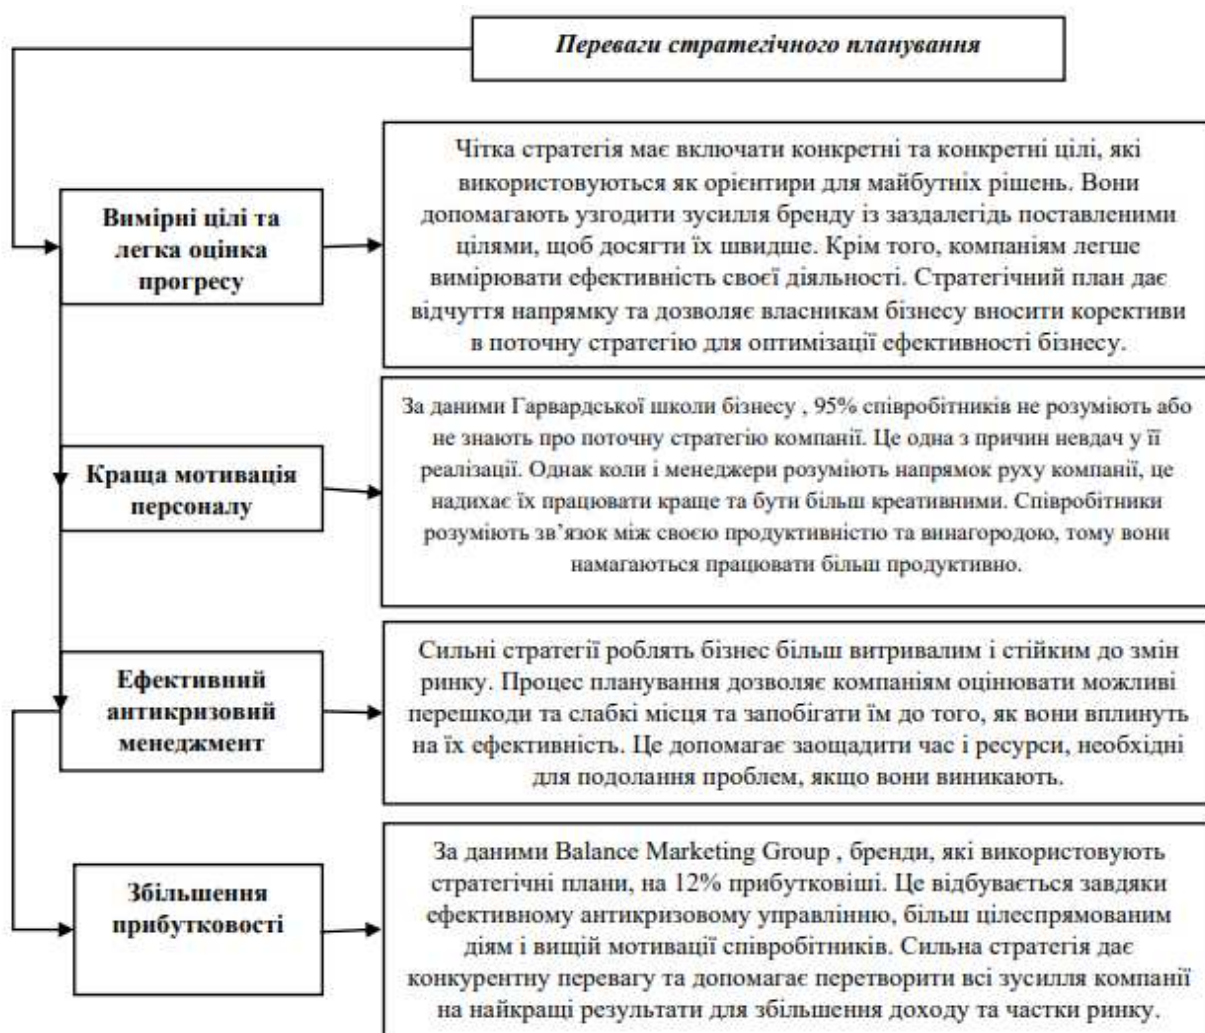 Переваги стратегічного планування
Вимірні цілі та
легка оцінка
прогресу
Чітка стратегія має включати конкретні та конкретні цілі, які
використовуються як орієнтири для майбутніх рішень. Вони
допомагають узгодити зусилля бренду із заздалегідь поставленими
цілями, щоб досягти їх швидше. Крім того, компаніям легше
вимірювати ефективність своєї діяльності. Стратегічний план дає
відчуття напрямку та дозволяє власникам бізнесу вносити корективи
в поточну стратегію для оптимізації ефективності бізнесу.
Краща мотивація
персоналу
За даними Гарвардської школи бізнесу , 95% співробітників не розуміють або
не знають про поточну стратегію компанії. Це одна з причин невдач у її
реалізації. Однак коли і менеджери розуміють напрямок руху компанії, це
надихає їх працювати краще та бути більш креативними. Співробітники
розуміють зв’язок між своєю продуктивністю та винагородою, тому вони
намагаються працювати більш продуктивно.
Ефективний
антикризовий
менеджмент
Сильні стратегії роблять бізнес більш витривалим і стійким до змін
ринку. Процес планування дозволяє компаніям оцінювати можливі
перешкоди та слабкі місця та запобігати їм до того, як вони вплинуть
на їх ефективність. Це допомагає заощадити час і ресурси, необхідні
для подолання проблем, якщо вони виникають.
Збільшення
прибутковості
За даними Balance Marketing Group , бренди, які використовують
стратегічні плани, на 12% прибутковіші. Це відбувається завдяки
ефективному антикризовому управлінню, більш цілеспрямованим
діям і вищій мотивації співробітників. Сильна стратегія дає
конкурентну перевагу та допомагає перетворити всі зусилля компанії
на найкращі результати для збільшення доходу та частки ринку.